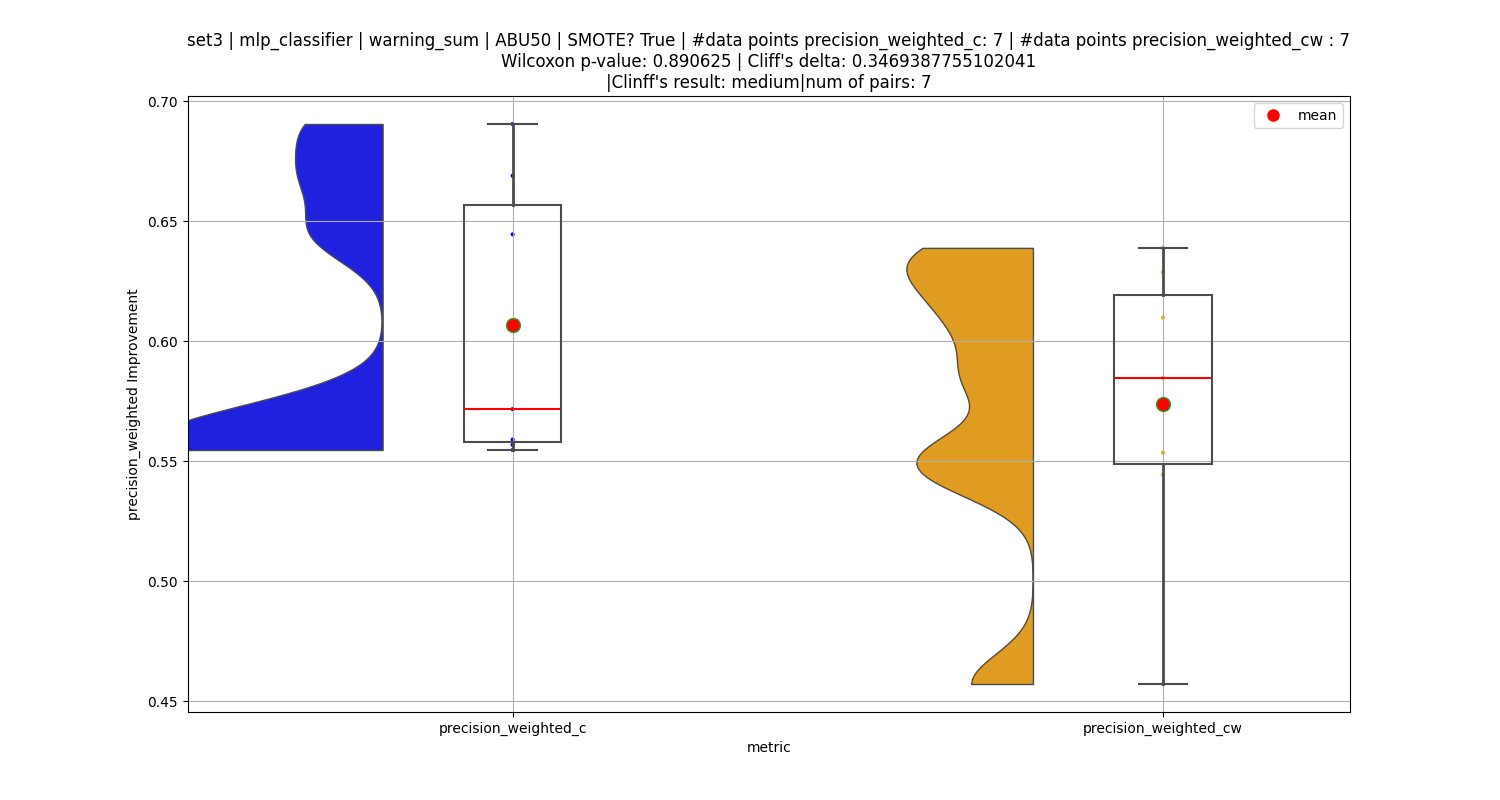 set3 | mlp_classifier | warning_sum | ABU50 | SMOTE? True | #data points precision_weighted_c: 7 | #data points precision_weighted_cw : 7
Wilcoxon p-value: 0.890625 | Cliff's delta: 0.3469387755102041
|Clinff's result: medium|num of pairs: 7
mean
0.70
0.65
0.60
0.55
0.50
0.45
precision_weighted Improvement
precision_weighted_c
precision_weighted_cw
metric